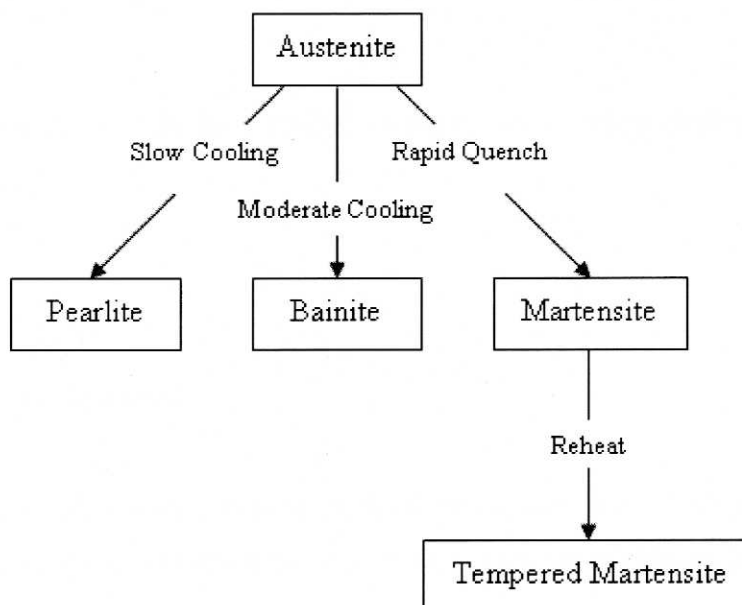 Austenite
Slow Cooling
Rapid Quench
Moderate Cooling
Pearlite
Bainite
Martensite
Reheat
Tempered Martensite